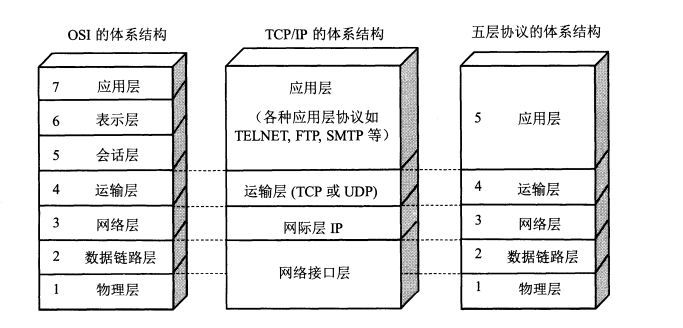 OSI 的体系结构
7 应用层
6 表示层
5 会话层
4 运输层
3 网络层
2 数据链路层
1 物理层
TCP/IP 的体系结构
应用层
（各种应用层协议如
TELNET, FTP, SMTP 等）
运输层 (TCP 或 UDP)
网际层 IP
网络接口层
五层协议的体系结构
5 应用层
4 运输层
3 网络层
2 数据链路层
1 物理层